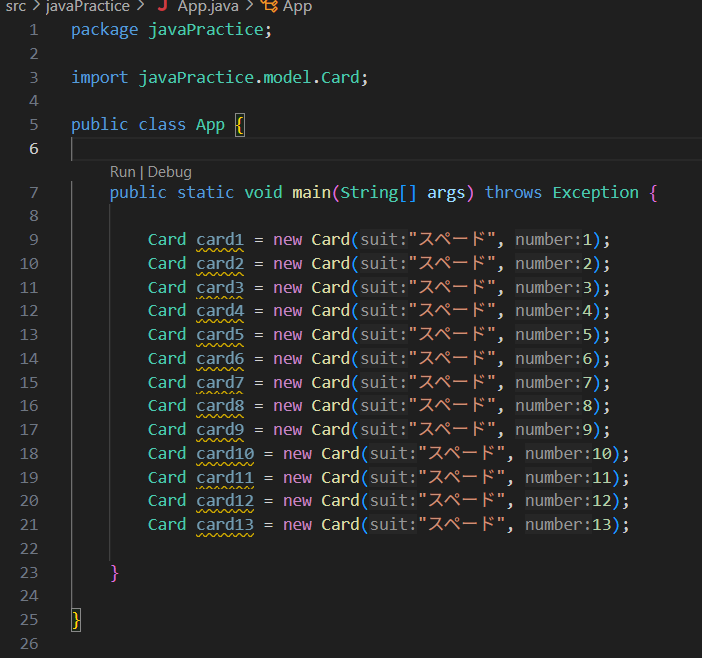 src > javaPractice > App.java > App
1 package javaPractice;
2
3 import javaPractice.model.Card;
4
5 public class App {
6
Run | Debug
7 public static void main(String[] args) throws Exception {
8
9 Card card1 = new Card(suit:"スペード", number:1);
10 Card card2 = new Card(suit:"スペード", number:2);
11 Card card3 = new Card(suit:"スペード", number:3);
12 Card card4 = new Card(suit:"スペード", number:4);
13 Card card5 = new Card(suit:"スペード", number:5);
14 Card card6 = new Card(suit:"スペード", number:6);
15 Card card7 = new Card(suit:"スペード", number:7);
16 Card card8 = new Card(suit:"スペード", number:8);
17 Card card9 = new Card(suit:"スペード", number:9);
18 Card card10 = new Card(suit:"スペード", number:10);
19 Card card11 = new Card(suit:"スペード", number:11);
20 Card card12 = new Card(suit:"スペード", number:12);
21 Card card13 = new Card(suit:"スペード", number:13);
22
23 }
24
25 }
26